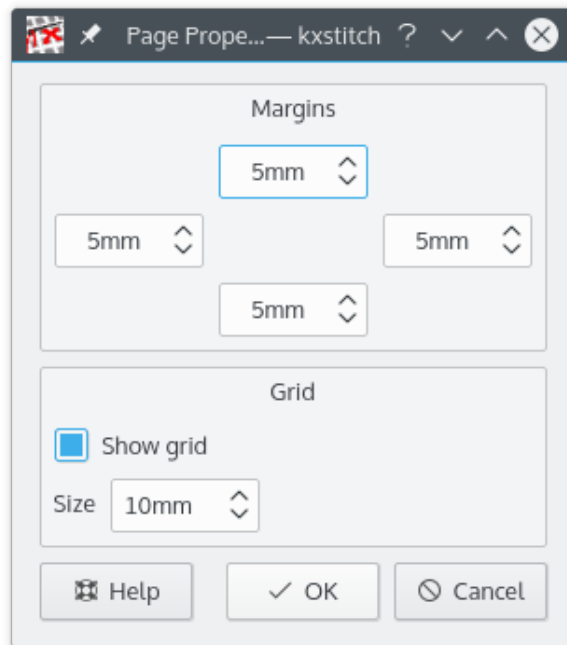 Page Prope...— kxstitch ?
Margins
5mm
5mm 5mm
5mm
Grid
Show grid
Size 10mm
Help OK Cancel